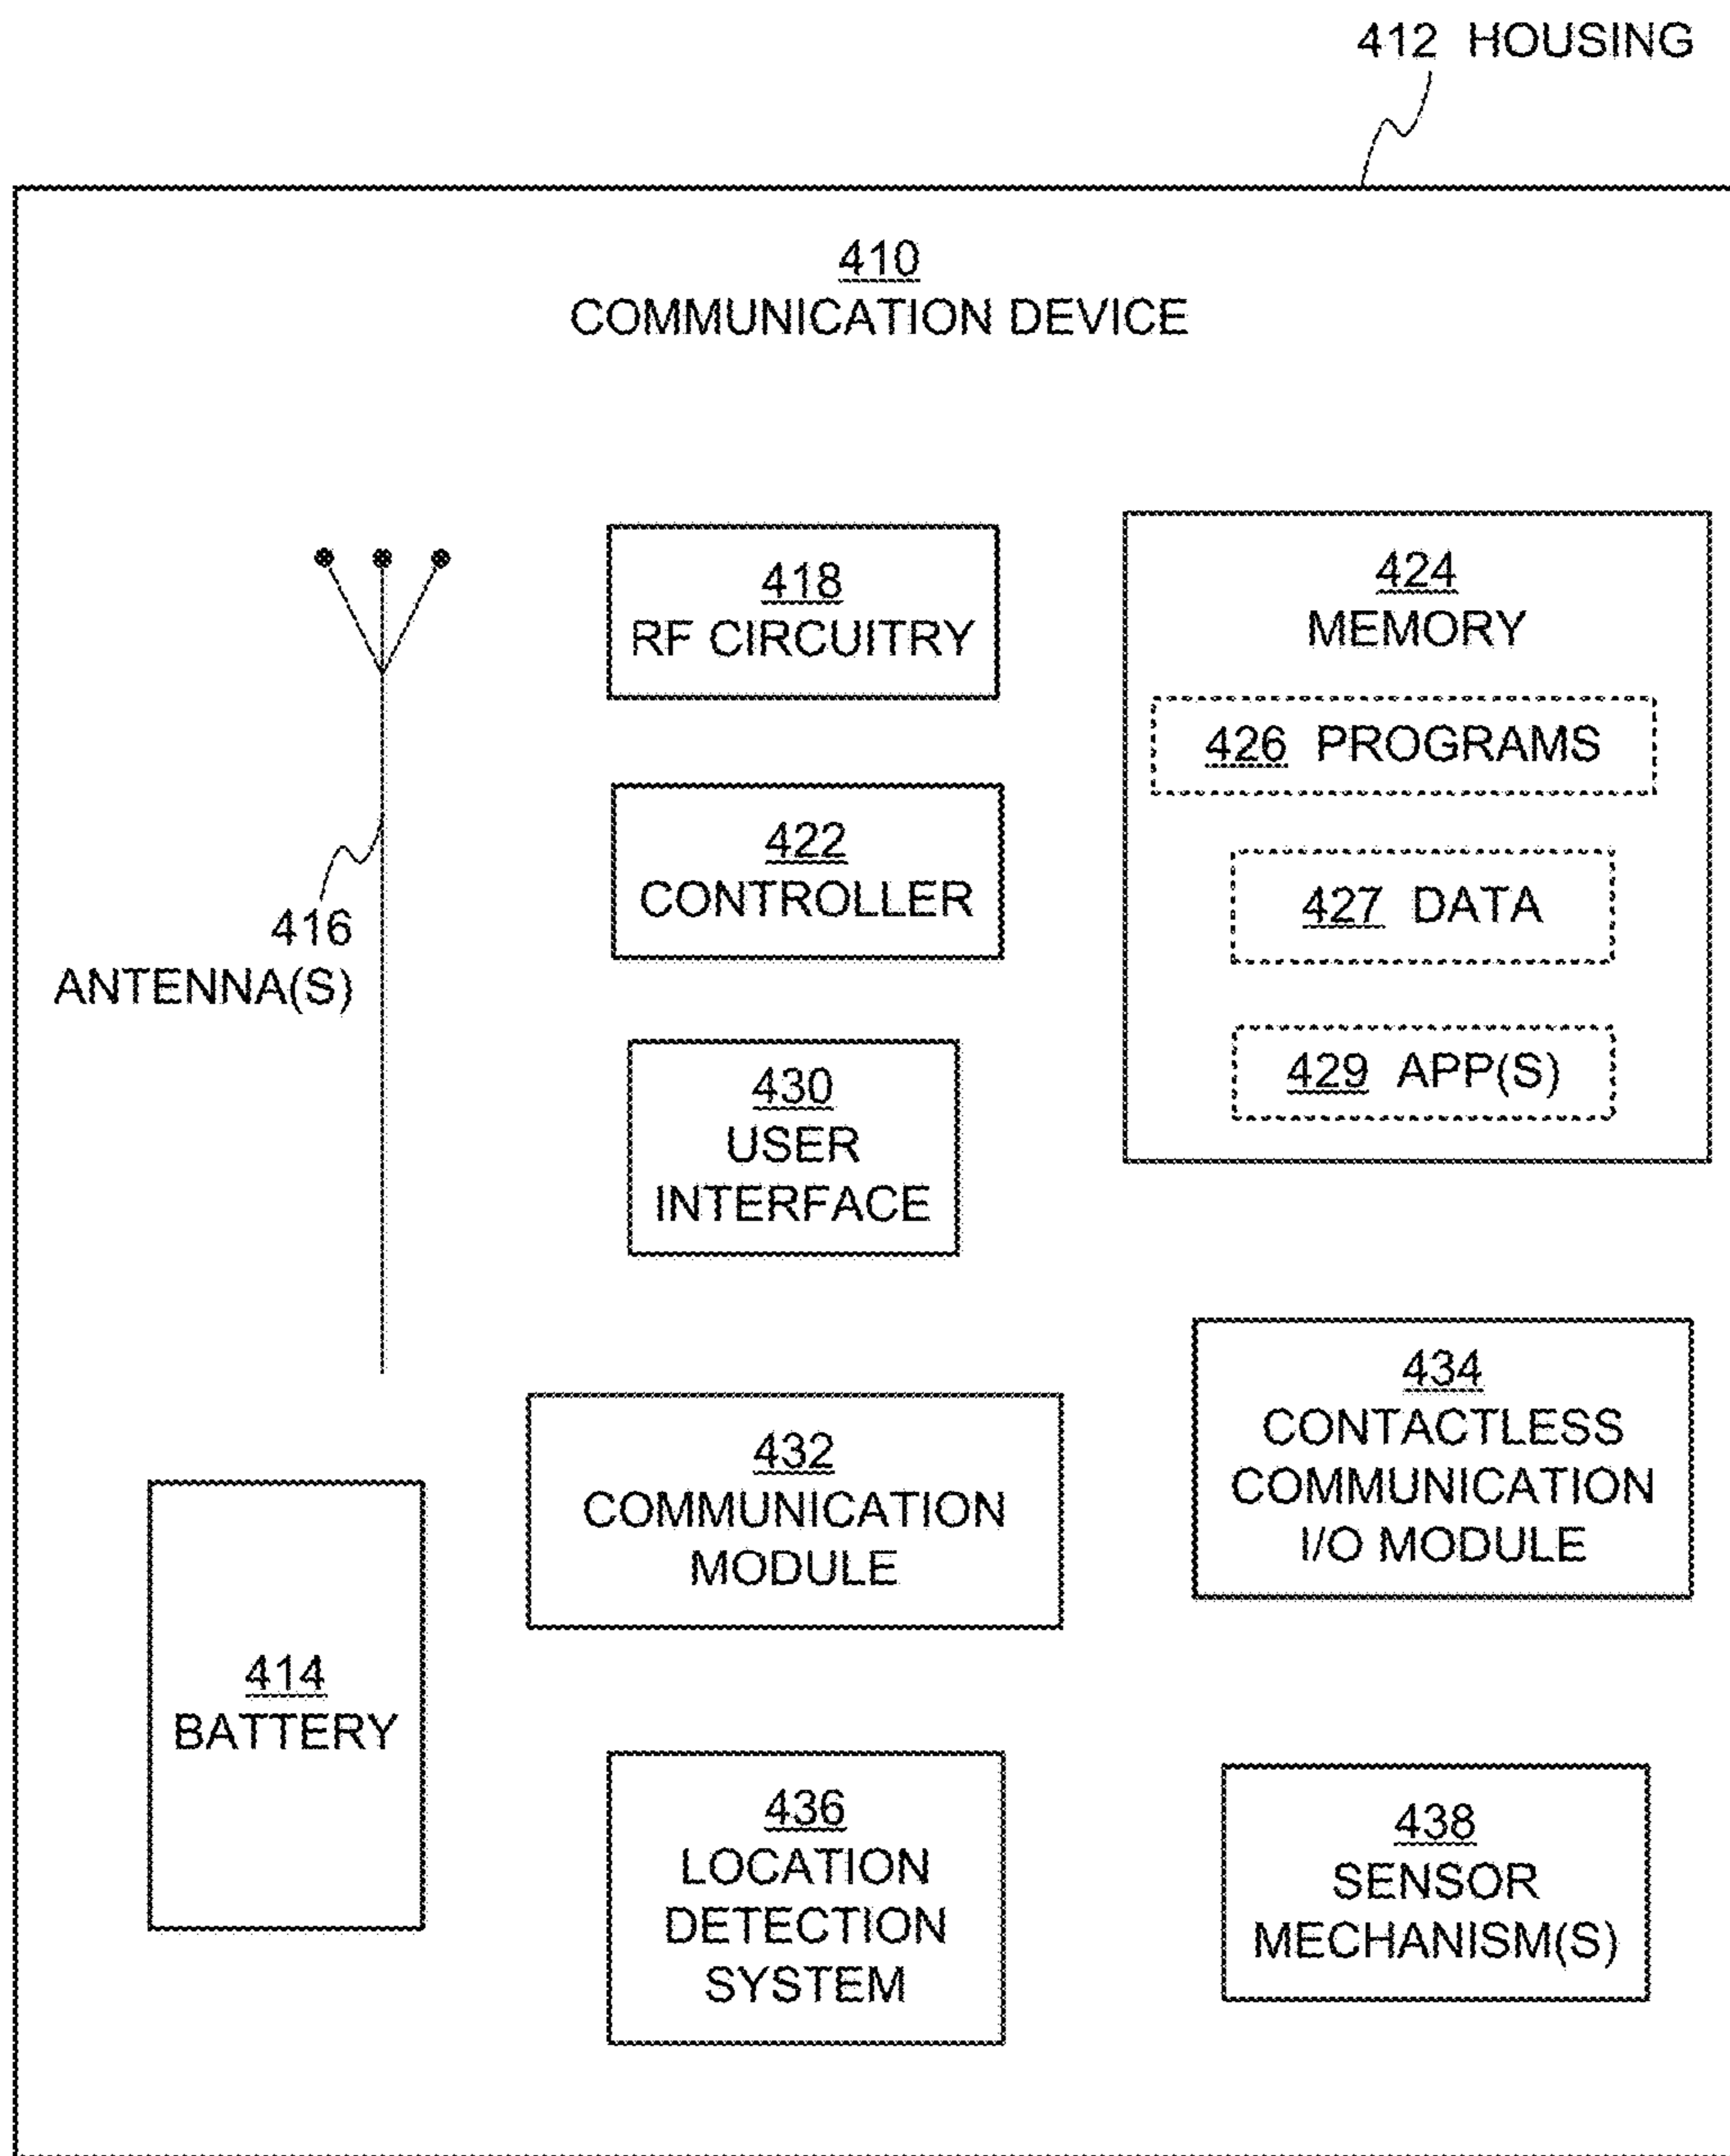 412 HOUSING
410
COMMUNICATION DEVICE
416
ANTENNA(S)
418
RF CIRCUITRY
422
CONTROLLER
430
USER
INTERFACE
424
MEMORY
426 PROGRAMS
427 DATA
429 APP(S)
432
COMMUNICATION
MODULE
434
CONTACTLESS
COMMUNICATION
I/O MODULE
414
BATTERY
436
LOCATION
DETECTION
SYSTEM
438
SENSOR
MECHANISM(S)